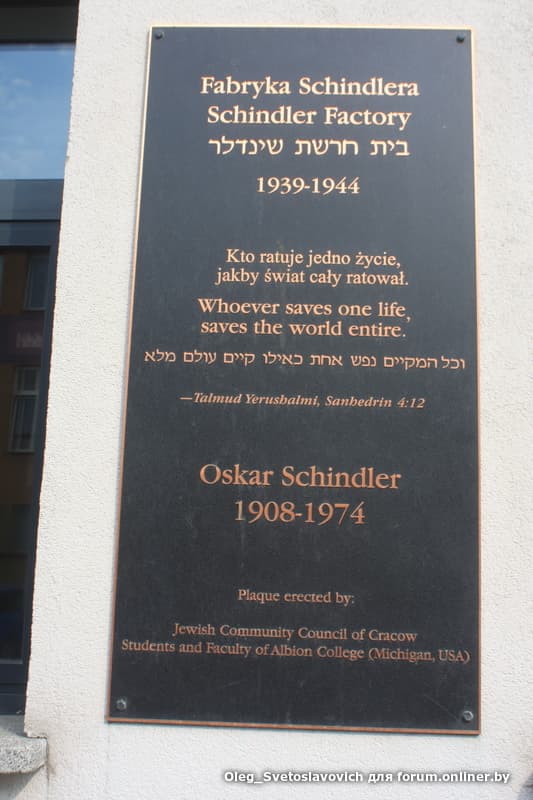 Fabryka Schindlera
Schindler Factory
בית חרשת שינדלר
1939-1944
Kto ratuje jedno życie,
jakby świat cały ratował.
Whoever saves one life,
saves the world entire.
וכל המקיים נפש אחת כאילו קיים עולם מלא
—Talmud Yerushalmi, Sanhedrin 4:12
Oskar Schindler
1908-1974
Plaque erected by:
Jewish Community Council of Cracow
Students and Faculty of Albion College (Michigan, USA)
Oleg_Svetoslavovich для forum.onliner.by